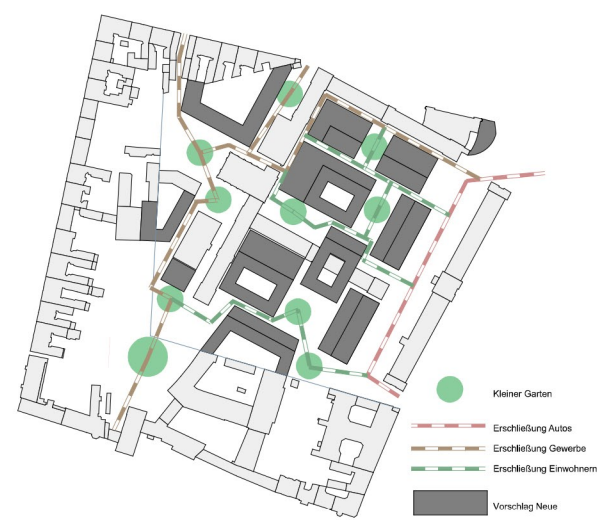 Kleiner Garten
Erschließung Autos
Erschließung Gewerbe
Erschließung Einwohnern
Vorschlag Neue